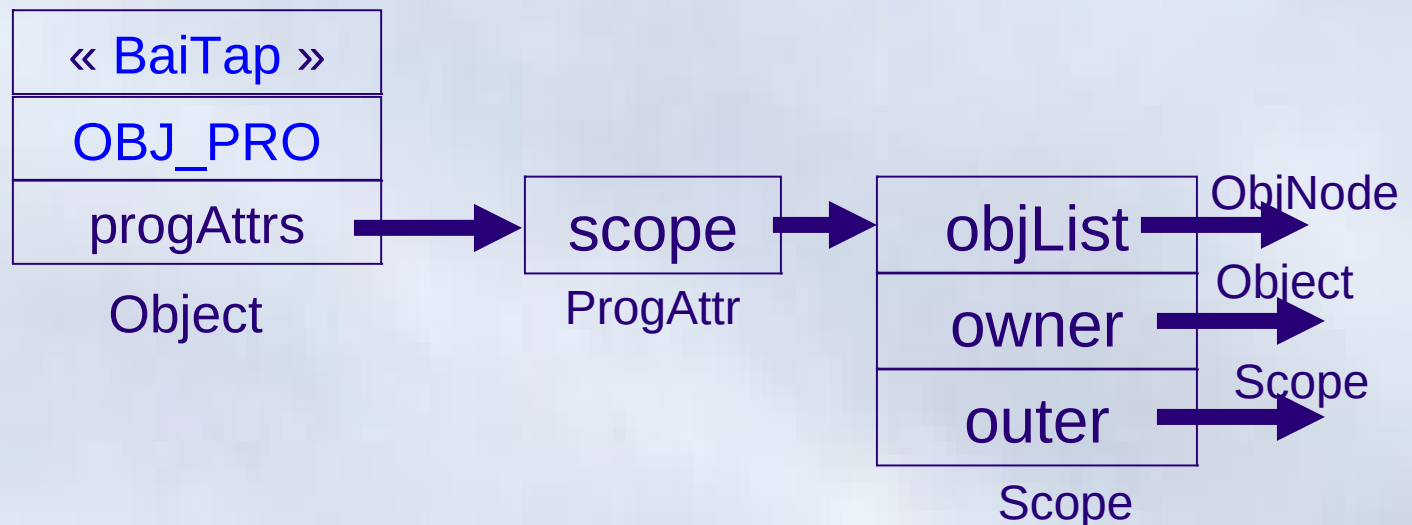 « BaiTap »
OBJ_PRO
progAttrs
Object
scope
ProgAttr
objList
owner
outer
Scope
ObjNode
Object
Scope